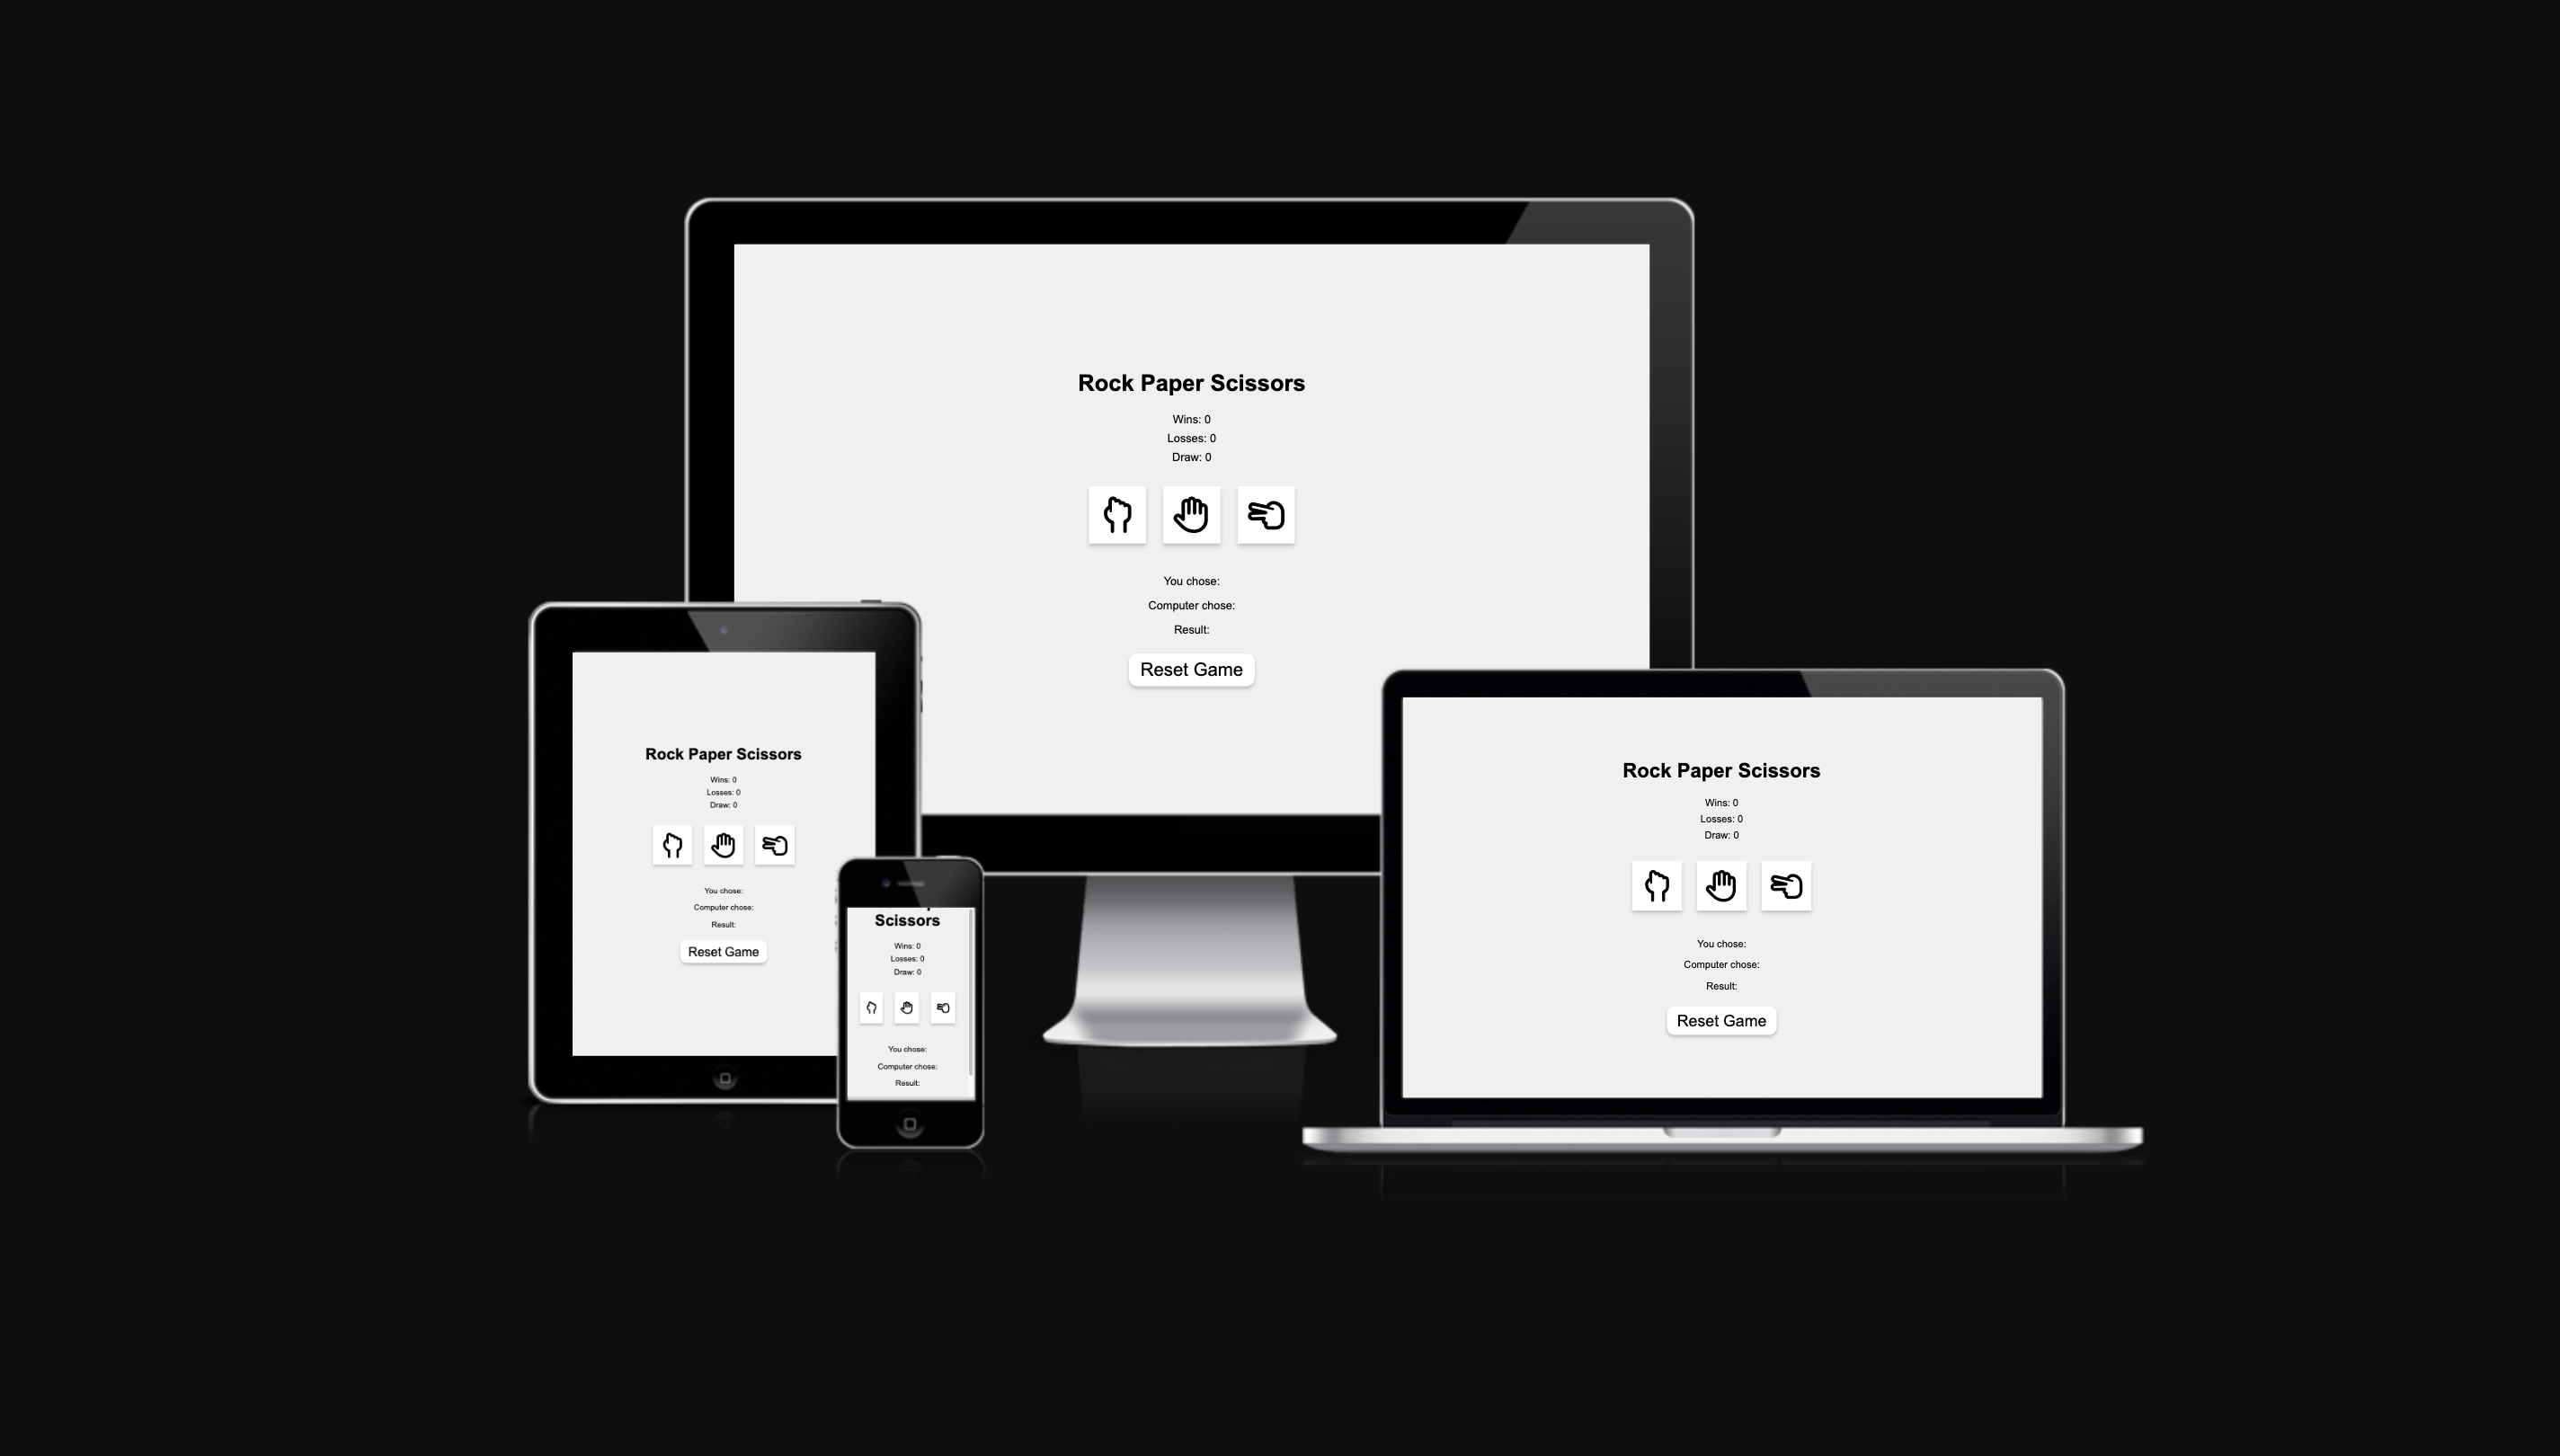 Rock Paper Scissors
Wins: 0
Losses: 0
Draw: 0
You chose:
Computer chose:
Result:
Reset Game
Rock Paper Scissors
Wins: 0
Losses: 0
Draw: 0
You chose:
Computer chose:
Result:
Reset Game
Scissors
Wins: 0
Losses: 0
Draw: 0
You chose:
Computer chose:
Result:
Rock Paper Scissors
Wins: 0
Losses: 0
Draw: 0
You chose:
Computer chose:
Result:
Reset Game